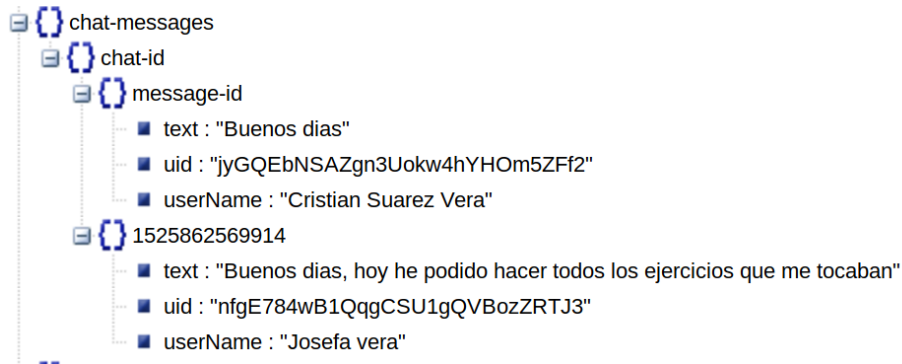 chat-messages
chat-id
message-id
text : "Buenos dias"
uid : "jyGQEbNSAZgn3Uokw4hYHOm5ZFf2"
userName : "Cristian Suarez Vera"
1525862569914
text : "Buenos dias, hoy he podido hacer todos los ejercicios que me tocaban"
uid : "nfgE784wB1QqgCSU1gQVBozZRTJ3"
userName : "Josefa vera"